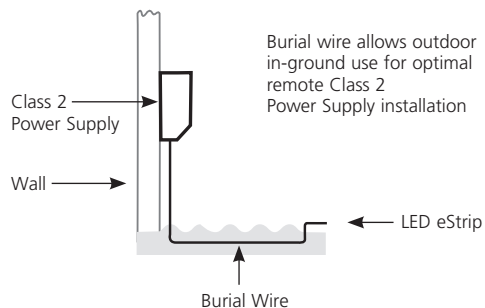 Burial wire allows outdoor
in-ground use for optimal
remote Class 2
Power Supply installation
Class 2
Power Supply
Wall
LED eStrip
Burial Wire